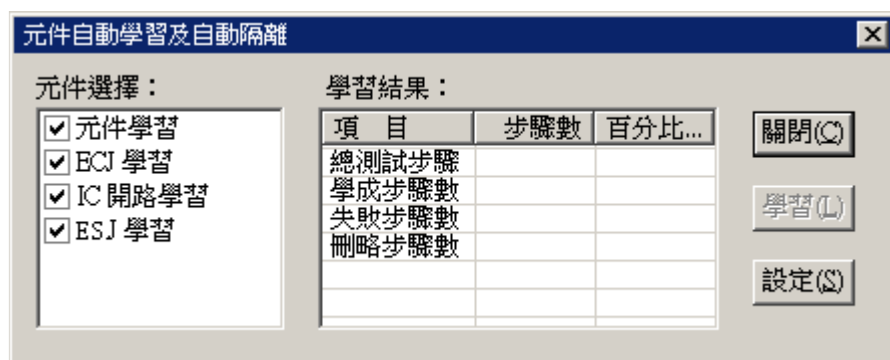 元件自動學習及自動隔離
元件選擇：
元件學習
ECJ 學習
IC 開路學習
ESJ 學習
學習結果：
項 目 步驟數 百分比...
總測試步驟
學成步驟數
失敗步驟數
刪略步驟數
關閉(C)
學習(L)
設定(S)